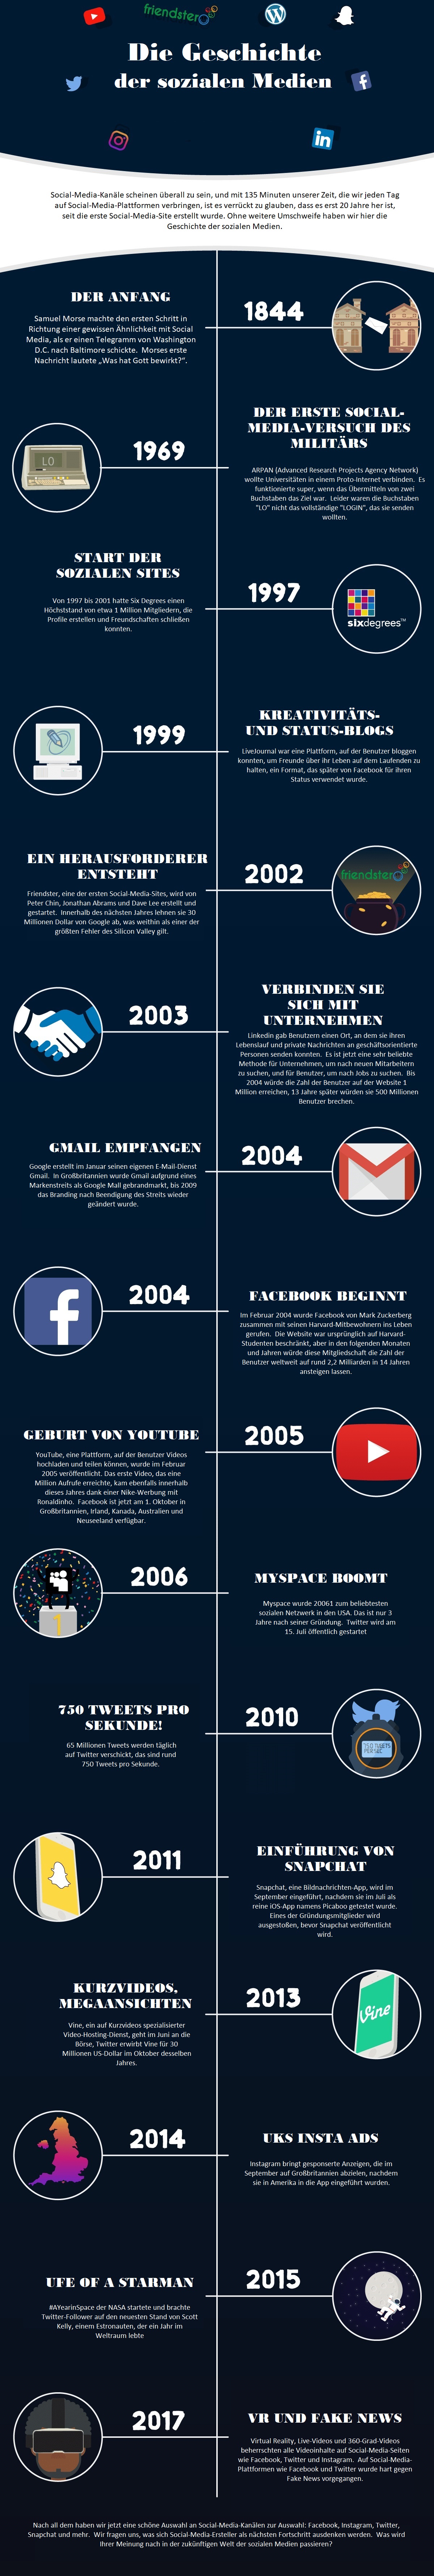 friendster
Die Geschichte
der sozialen Medien
Social-Media-Kanäle scheinen überall zu sein, und mit 135 Minuten unserer Zeit, die wir jeden Tag
auf Social-Media-Plattformen verbringen, ist es verrückt zu glauben, dass es erst 20 Jahre her ist,
seit die erste Social-Media-Site erstellt wurde. Ohne weitere Umschweife haben wir hier die
Geschichte der sozialen Medien.
DER ANFANG
1844
Samuel Morse machte den ersten Schritt in
Richtung einer gewissen Ähnlichkeit mit Social
Media, als er einen Telegramm von Washington
D.C. nach Baltimore schickte. Morses erste
Nachricht lautete „Was hat Gott bewirkt?“.
DER ERSTE SOCIAL-
MEDIA-VERSUCH DES
MILITÄRS
1969
LO
ARPAN (Advanced Research Projects Agency Network)
wollte Universitäten in einem Proto-Internet verbinden. Es
funktionierte super, wenn das Übermitteln von zwei
Buchstaben das Ziel war. Leider waren die Buchstaben
"LO" nicht das vollständige "LOGIN", das sie senden
wollten.
START DER
SOZIALEN SITES
1997
Von 1997 bis 2001 hatte Six Degrees einen
Höchststand von etwa 1 Million Mitgliedern, die
Profile erstellen und Freundschaften schließen
konnten.
sixdegrees™
KREATIVITÄTS-
UND STATUS-BLOGS
1999
LiveJournal war eine Plattform, auf der Benutzer bloggen
konnten, um Freunde über ihr Leben auf dem Laufenden zu
halten, ein Format, das später von Facebook für ihren
Status verwendet wurde.
EIN HERAUSFORDERER
ENTSTEHT
2002
friendster
Friendster, eine der ersten Social-Media-Sites, wird von
Peter Chin, Jonathan Abrams und Dave Lee erstellt und
gestartet. Innerhalb des nächsten Jahres lehnen sie 30
Millionen Dollar von Google ab, was weithin als einer der
größten Fehler des Silicon Valley gilt.
VERBINDEN SIE
SICH MIT
UNTERNEHMEN
2003
Linkedin gab Benutzern einen Ort, an dem sie ihren
Lebenslauf und private Nachrichten an geschäftsorientierte
Personen senden konnten. Es ist jetzt eine sehr beliebte
Methode für Unternehmen, um nach neuen Mitarbeitern
zu suchen, und für Benutzer, um nach Jobs zu suchen. Bis
2004 würde die Zahl der Benutzer auf der Website 1
Million erreichen, 13 Jahre später würden sie 500 Millionen
Benutzer brechen.
GMAIL EMPFANGEN
2004
Google erstellt im Januar seinen eigenen E-Mail-Dienst
Gmail. In Großbritannien wurde Gmail aufgrund eines
Markenstreits als Google Mall gebrandmarkt, bis 2009
das Branding nach Beendigung des Streits wieder
geändert wurde.
FACEBOOK BEGINNT
2004
Im Februar 2004 wurde Facebook von Mark Zuckerberg
zusammen mit seinen Harvard-Mitbewohnern ins Leben
gerufen. Die Website war ursprünglich auf Harvard-
Studenten beschränkt, aber in den folgenden Monaten
und Jahren würde diese Mitgliedschaft die Zahl der
Benutzer weltweit auf rund 2,2 Milliarden in 14 Jahren
ansteigen lassen.
GEBURT VON YOUTUBE
2005
YouTube, eine Plattform, auf der Benutzer Videos
hochladen und teilen können, wurde im Februar
2005 veröffentlicht. Das erste Video, das eine
Million Aufrufe erreichte, kam ebenfalls innerhalb
dieses Jahres dank einer Nike-Werbung mit
Ronaldinho. Facebook ist jetzt am 1. Oktober in
Großbritannien, Irland, Kanada, Australien und
Neuseeland verfügbar.
2006
1
MYSPACE BOOMT
Myspace wurde 20061 zum beliebtesten
sozialen Netzwerk in den USA. Das ist nur 3
Jahre nach seiner Gründung. Twitter wird am
15. Juli öffentlich gestartet
750 TWEETS PRO
SEKUNDE!
2010
750 TWEETS
PER SEC
65 Millionen Tweets werden täglich
auf Twitter verschickt, das sind rund
750 Tweets pro Sekunde.
2011
EINFÜHRUNG VON
SNAPCHAT
Snapchat, eine Bildnachrichten-App, wird im
September eingeführt, nachdem sie im Juli als
reine iOS-App namens Picaboo getestet wurde.
Eines der Gründungsmitglieder wird
ausgestoßen, bevor Snapchat veröffentlicht
wird.
KURZVIDEOS,
MEGAANSICHTEN
2013
Vine
Vine, ein auf Kurzvideos spezialisierter
Video-Hosting-Dienst, geht im Juni an die
Börse, Twitter erwirbt Vine für 30
Millionen US-Dollar im Oktober desselben
Jahres.
2014
UKS INSTA ADS
Instagram bringt gesponserte Anzeigen, die im
September auf Großbritannien abzielen, nachdem
sie in Amerika in die App eingeführt wurden.
UFE OF A STARMAN
2015
#AYearinSpace der NASA startete und brachte
Twitter-Follower auf den neuesten Stand von Scott
Kelly, einem Estronauten, der ein Jahr im
Weltraum lebte
2017
VR UND FAKE NEWS
Virtual Reality, Live-Videos und 360-Grad-Videos
beherrschten alle Videoinhalte auf Social-Media-Seiten
wie Facebook, Twitter und Instagram. Auf Social-Media-
Plattformen wie Facebook und Twitter wurde hart gegen
Fake News vorgegangen.
Nach all dem haben wir jetzt eine schöne Auswahl an Social-Media-Kanälen zur Auswahl: Facebook, Instagram, Twitter,
Snapchat und mehr. Wir fragen uns, was sich Social-Media-Ersteller als nächsten Fortschritt ausdenken werden. Was wird
Ihrer Meinung nach in der zukünftigen Welt der sozialen Medien passieren?